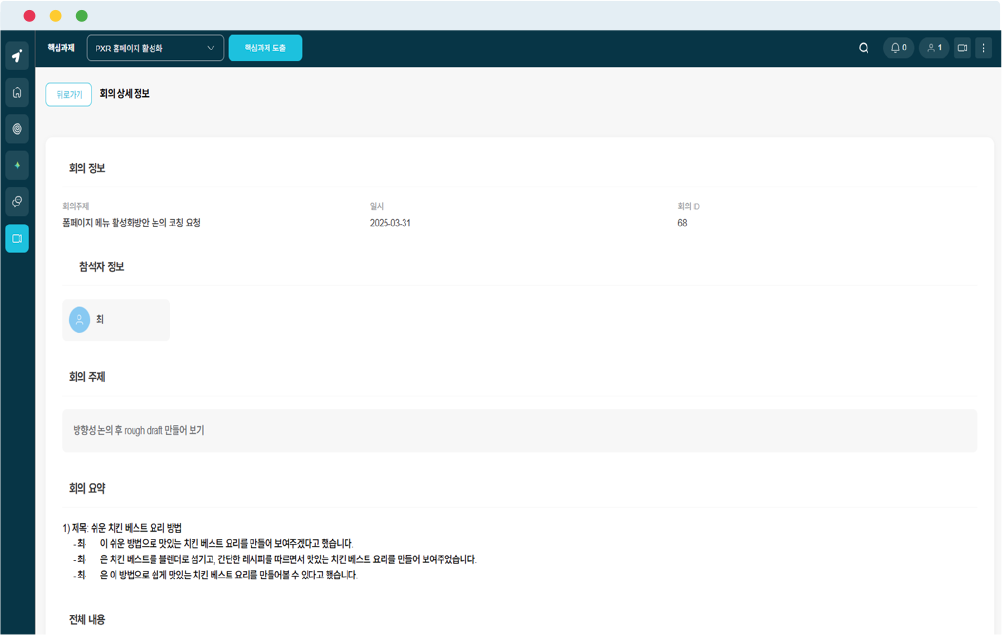 핵심과제 PXR 홈페이지 활성화 핵심과제 도출 0 1
뒤로가기 회의 상세 정보
회의 정보
회의주제 일시 회의 ID
폼페이지 메뉴 활성화방안 논의 코칭 요청 2025-03-31 68
참석자 정보
최
회의 주제
방향성 논의 후 rough draft 만들어 보기
회의 요약
1) 제목: 쉬운 치킨 베스트 요리 방법
- 최 이 쉬운 방법으로 맛있는 치킨 베스트 요리를 만들어 보여주겠다고 했습니다.
- 최 은 치킨 베스트를 블렌더로 섬기고, 간단한 레시피를 따르면서 맛있는 치킨 베스트 요리를 만들어 보여주었습니다.
- 최 은 이 방법으로 쉽게 맛있는 치킨 베스트 요리를 만들어볼 수 있다고 했습니다.
전체 내용